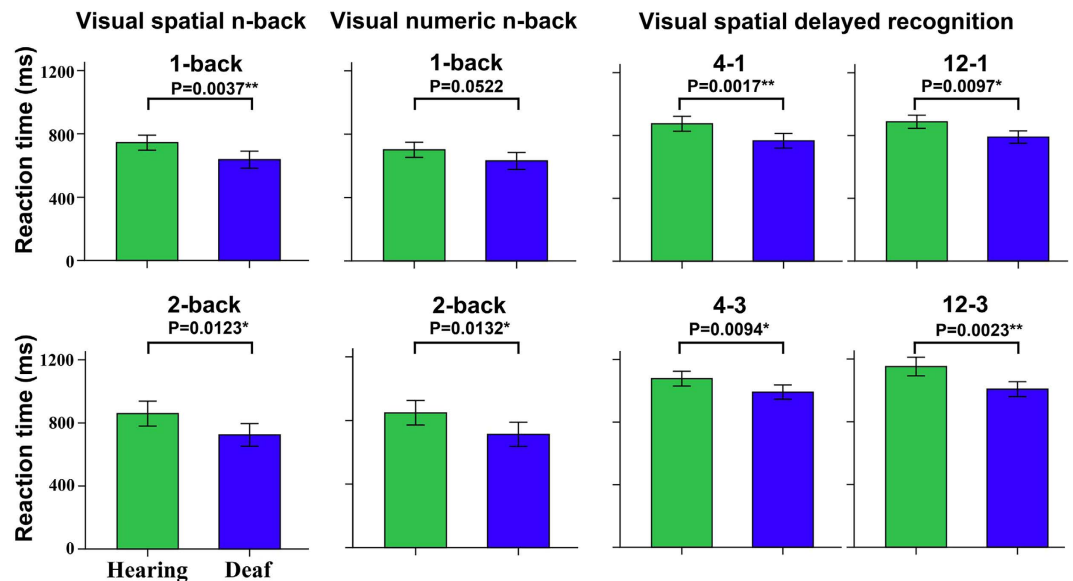 Visual spatial n-back
Visual numeric n-back
Visual spatial delayed recognition
1-back
P=0.0037**
1-back
P=0.0522
4-1
P=0.0017**
12-1
P=0.0097*
Reaction time (ms)
1200
800
400
0
2-back
P=0.0123*
2-back
P=0.0132*
4-3
P=0.0094*
12-3
P=0.0023**
Reaction time (ms)
1200
800
400
0
Hearing Deaf